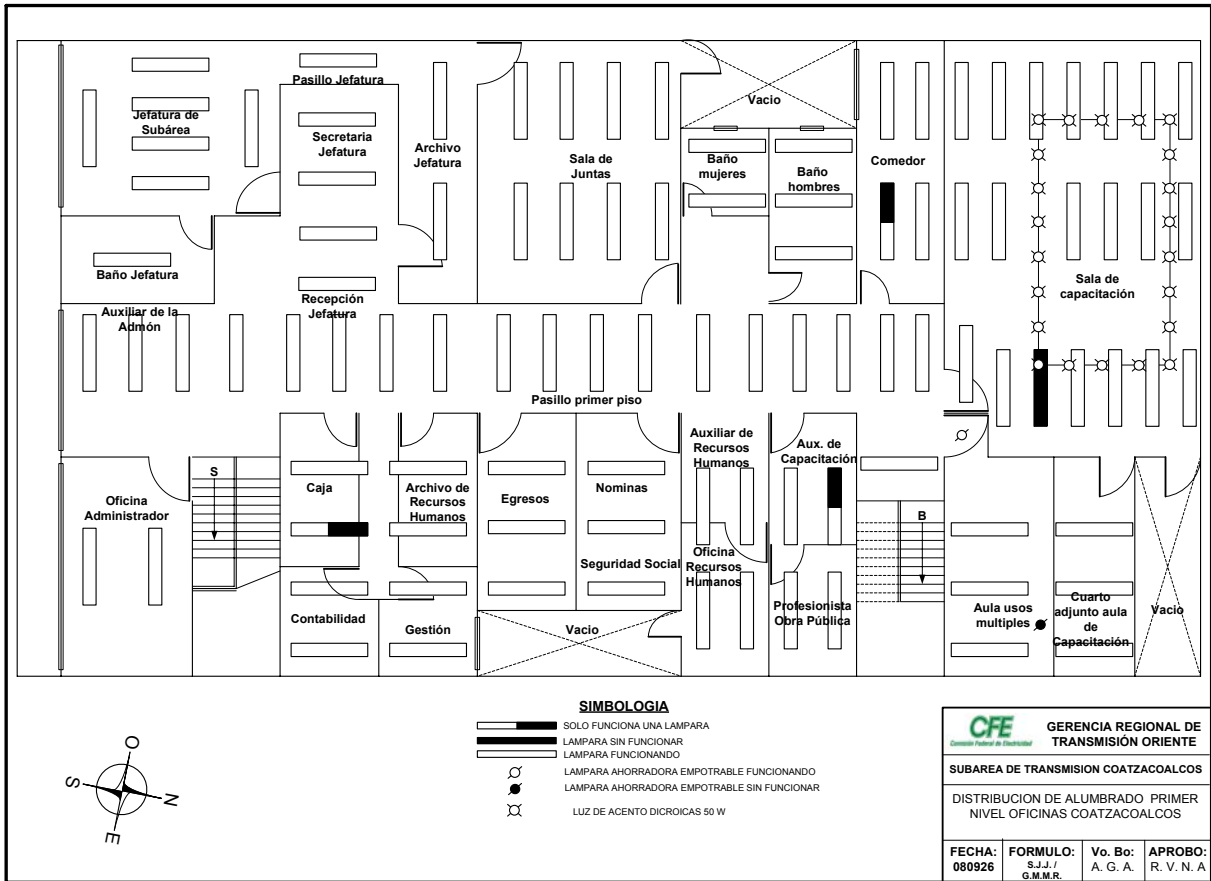 Pasillo Jefatura
Jefatura de
Subárea
Secretaria
Jefatura
Archivo
Jefatura
Sala de
Juntas
Vacio
Baño
mujeres
Baño
hombres
Comedor
Sala de
capacitación
Baño Jefatura
Auxiliar de la
Admón
Recepción
Jefatura
Pasillo primer piso
Oficina
Administrador
S
Caja
Archivo de
Recursos
Humanos
Egresos
Nominas
Seguridad Social
Auxiliar de
Recursos
Humanos
Oficina
Recursos
Humanos
Aux. de
Capacitación
Profesionista
Obra Pública
B
Contabilidad
Gestión
Vacio
Aula usos
multiples
Cuarto
adjunto aula
de
Capacitación
Vacio
SIMBOLOGIA
SOLO FUNCIONA UNA LAMPARA
LAMPARA SIN FUNCIONAR
LAMPARA FUNCIONANDO
LAMPARA AHORRADORA EMPOTRABLE FUNCIONANDO
LAMPARA AHORRADORA EMPOTRABLE SIN FUNCIONAR
LUZ DE ACENTO DICROICAS 50 W
O
S
N
E
CFE
Comisión Federal de Electricidad
GERENCIA REGIONAL DE
TRANSMISIÓN ORIENTE
SUBAREA DE TRANSMISION COATZACOALCOS
DISTRIBUCION DE ALUMBRADO PRIMER
NIVEL OFICINAS COATZACOALCOS
FECHA:
080926
FORMULO:
S.J.J. /
G.M.M.R.
Vo. Bo:
A. G. A.
APROBO:
R. V. N. A